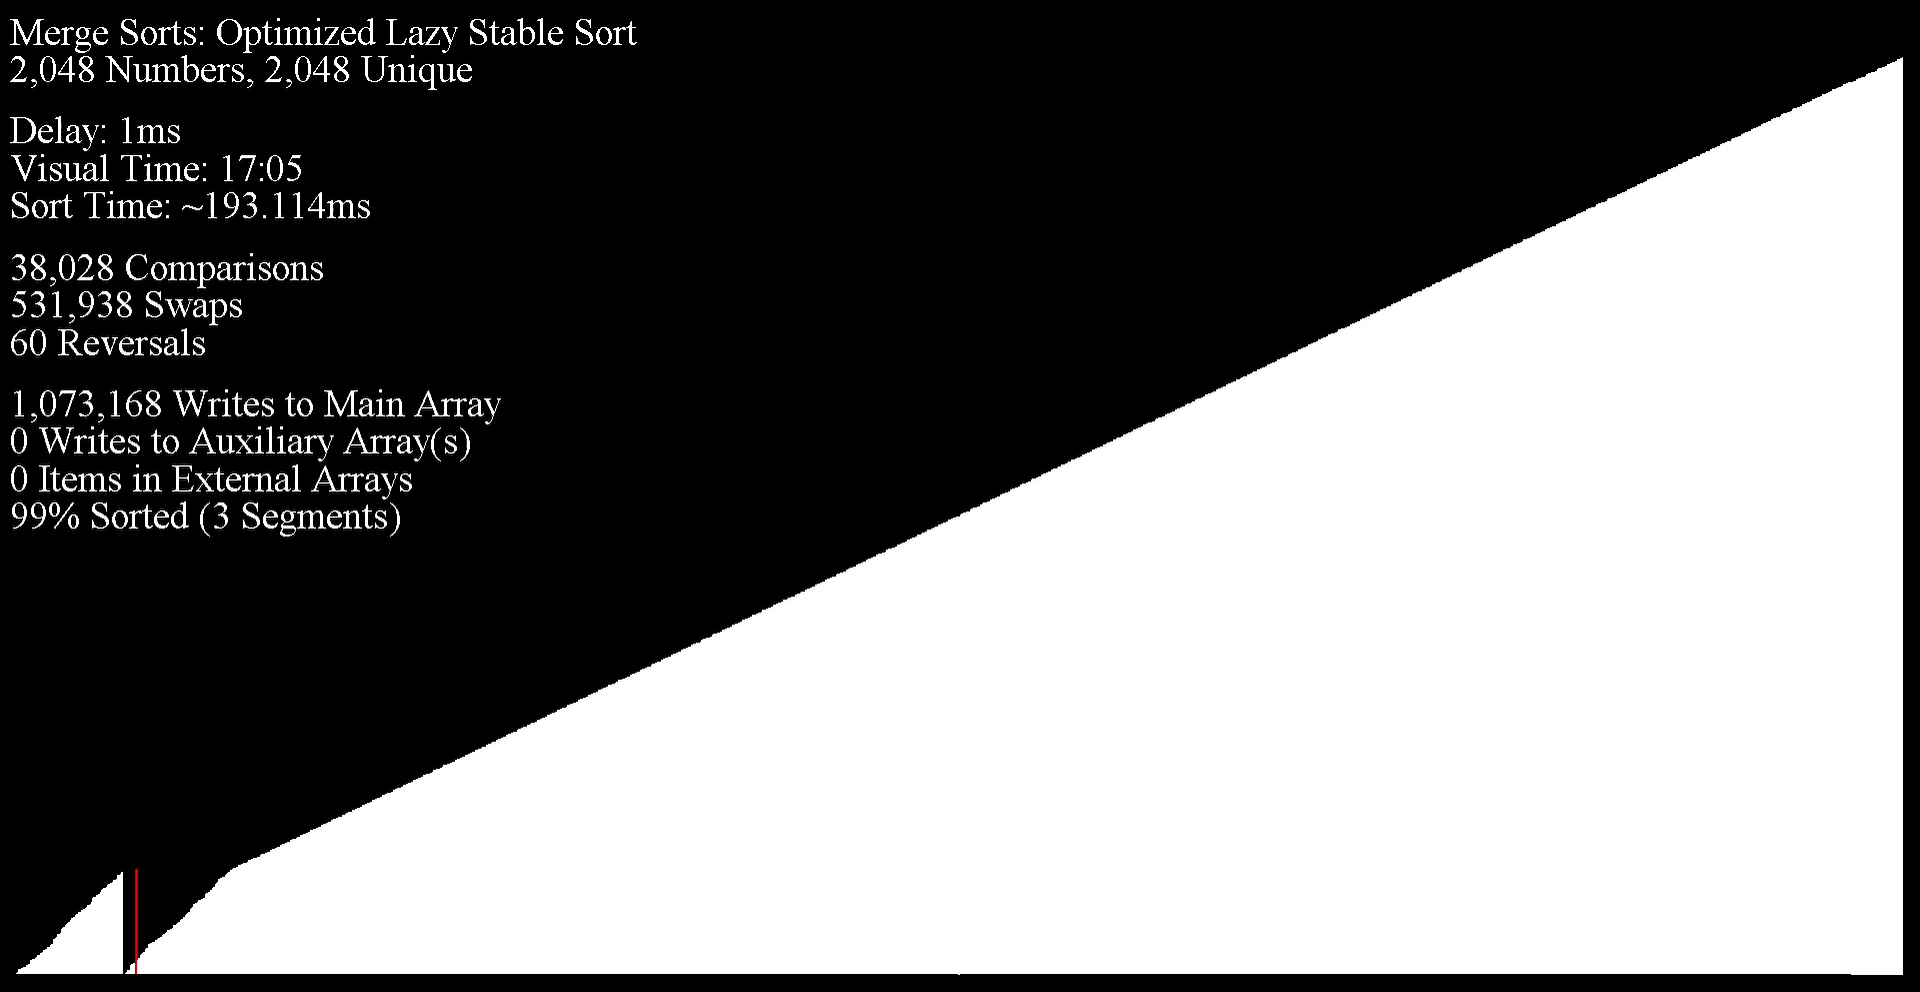 Merge Sorts: Optimized Lazy Stable Sort
2,048 Numbers, 2,048 Unique
Delay: 1ms
Visual Time: 17:05
Sort Time: ~193.114ms
38,028 Comparisons
531,938 Swaps
60 Reversals
1,073,168 Writes to Main Array
0 Writes to Auxiliary Array(s)
0 Items in External Arrays
99% Sorted (3 Segments)